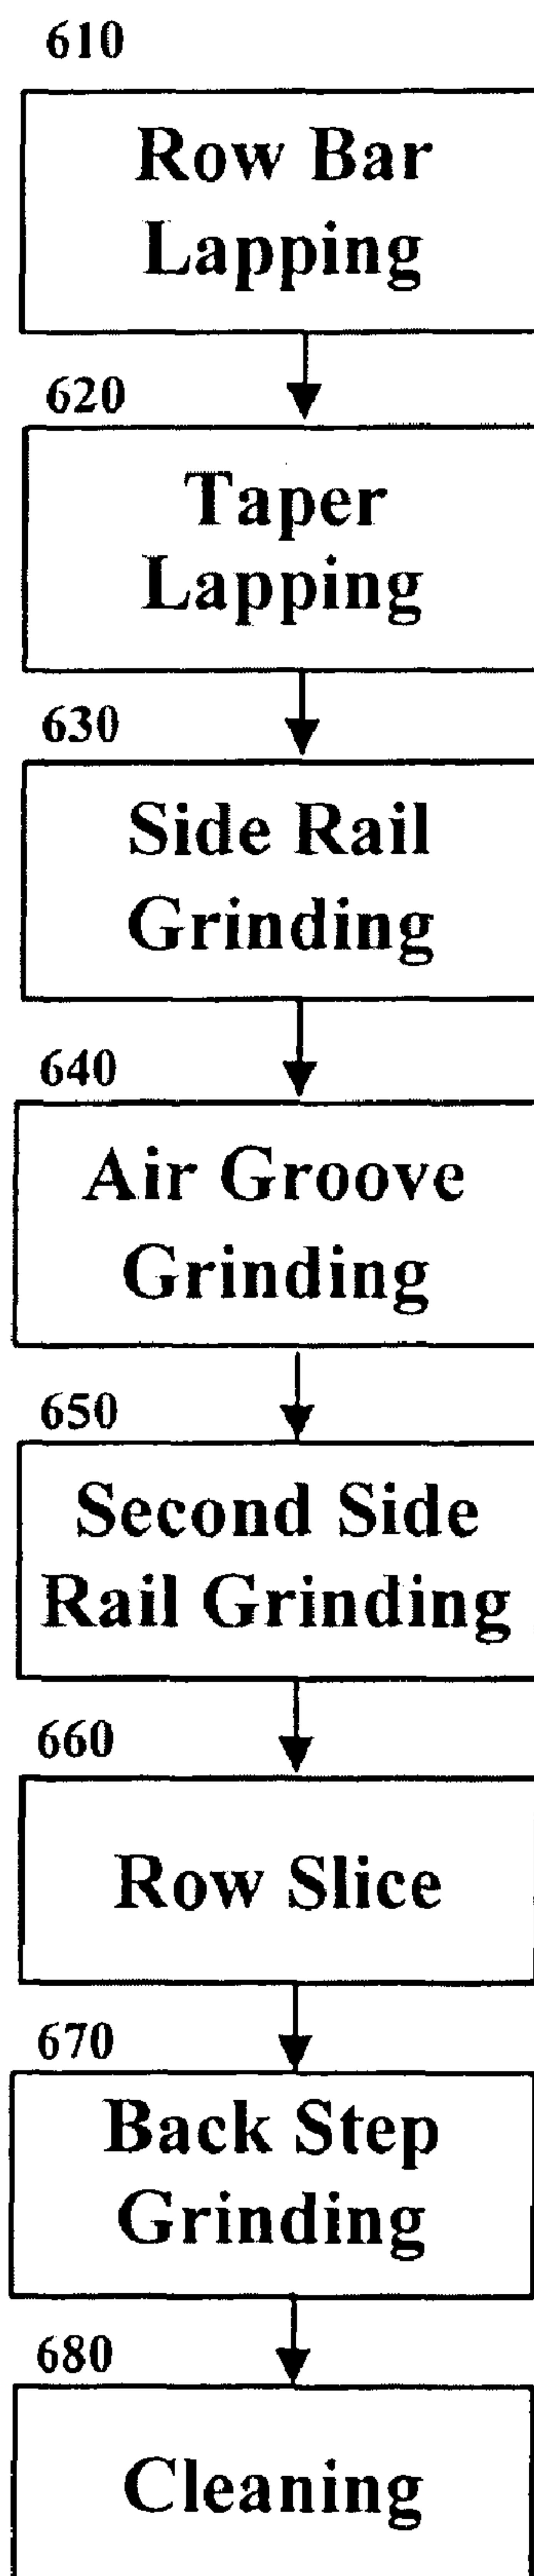 610
Row Bar
Lapping
620
Taper
Lapping
630
Side Rail
Grinding
640
Air Groove
Grinding
650
Second Side
Rail Grinding
660
Row Slice
670
Back Step
Grinding
680
Cleaning